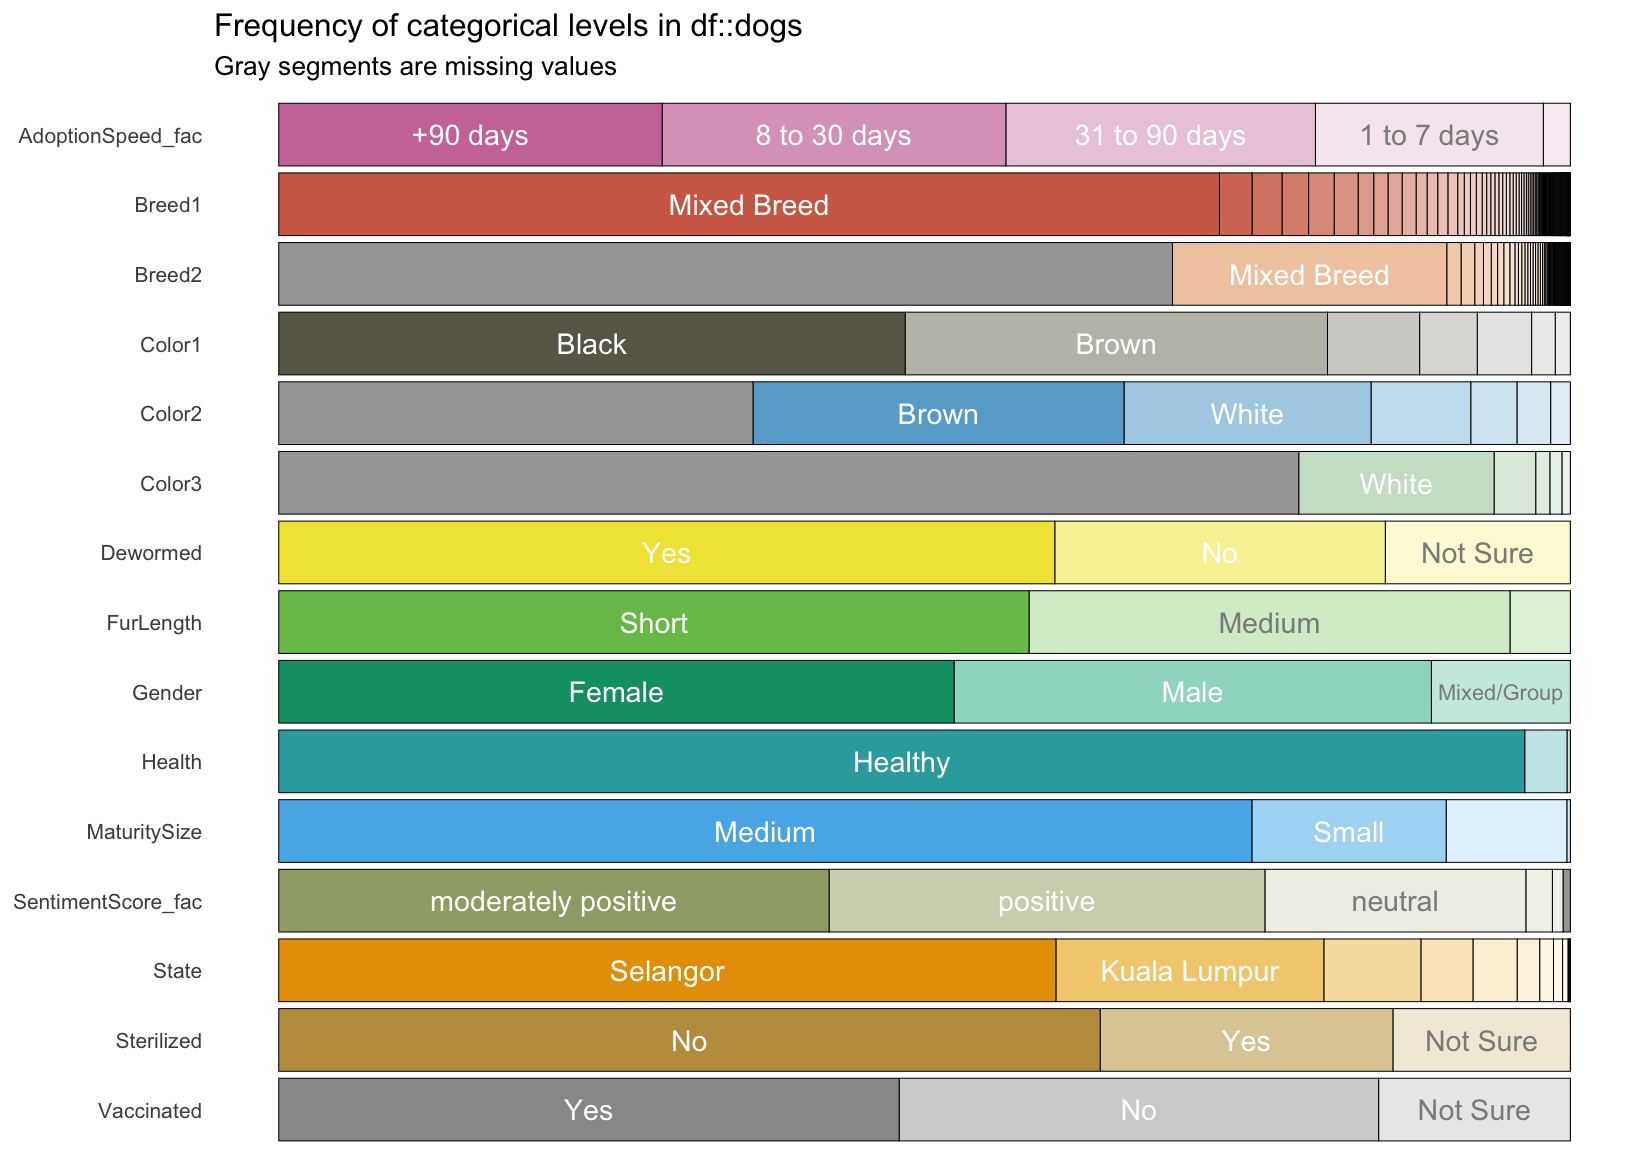 Frequency of categorical levels in df::dogs
Gray segments are missing values
AdoptionSpeed_fac +90 days 8 to 30 days 31 to 90 days 1 to 7 days
Breed1 Mixed Breed
Breed2 Mixed Breed
Color1 Black Brown
Color2 Brown White
Color3 White
Dewormed Yes No Not Sure
FurLength Short Medium
Gender Female Male Mixed/Group
Health Healthy
MaturitySize Medium Small
SentimentScore_fac moderately positive positive neutral
State Selangor Kuala Lumpur
Sterilized No Yes Not Sure
Vaccinated Yes No Not Sure